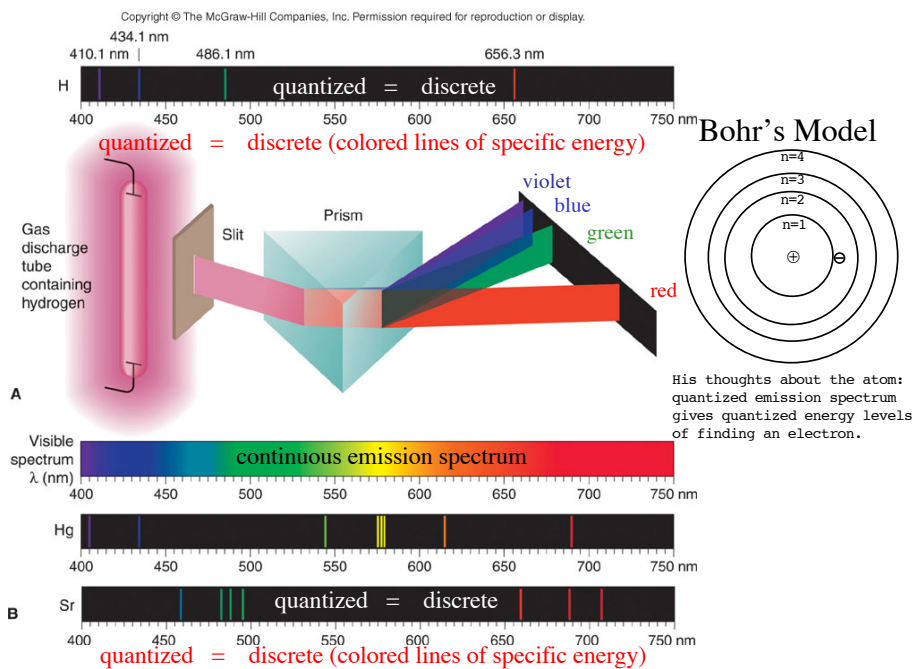 Copyright © The McGraw-Hill Companies, Inc. Permission required for reproduction or display.
434.1 nm
410.1 nm | 486.1 nm 656.3 nm
H quantized = discrete
400 450 500 550 600 650 700 750 nm
quantized = discrete (colored lines of specific energy)
Bohr's Model
n=4
n=3
n=2
n=1
+
⊖
violet
blue
green
red
Prism
Slit
Gas
discharge
tube
containing
hydrogen
A
His thoughts about the atom:
quantized emission spectrum
gives quantized energy levels
of finding an electron.
Visible
spectrum
λ (nm)
continuous emission spectrum
400 450 500 550 600 650 700 750 nm
Hg
400 450 500 550 600 650 700 750 nm
B
Sr quantized = discrete
400 450 500 550 600 650 700 750 nm
quantized = discrete (colored lines of specific energy)